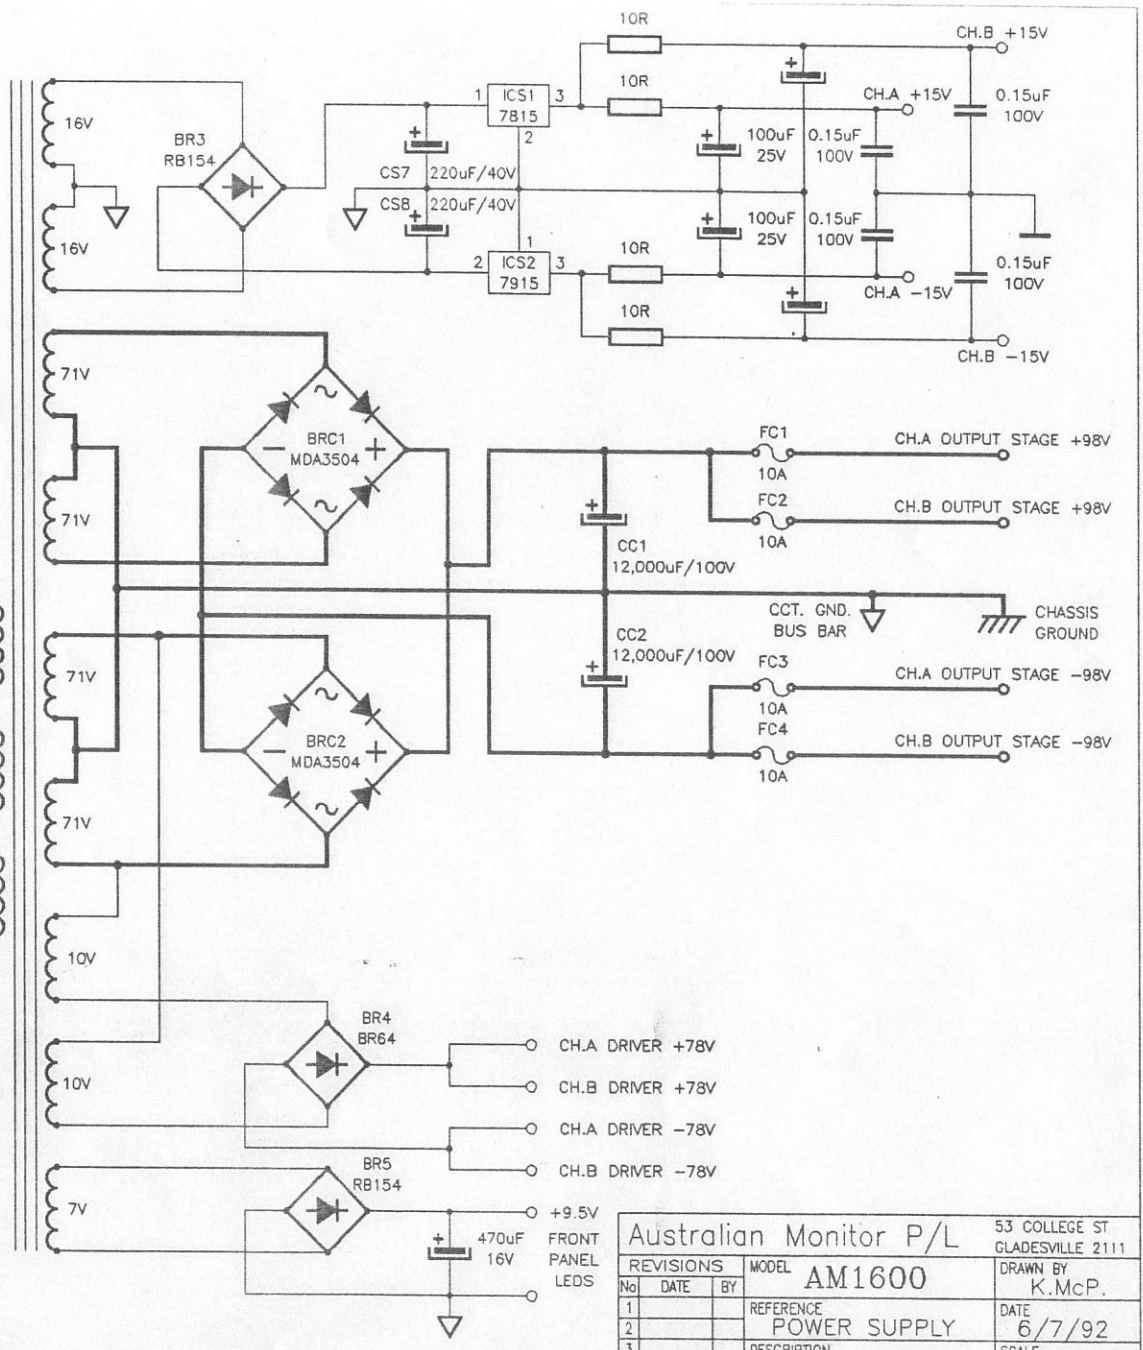 10R
CH.B +15V
16V
BR3
RB154
1
ICS1
7815
3
2
10R
CH.A +15V
0.15uF
100V
100uF
25V
0.15uF
100V
CS7
220uF/40V
CS8
220uF/40V
16V
1
2
ICS2
7915
3
10R
100uF
25V
0.15uF
100V
0.15uF
100V
CH.A -15V
10R
CH.B -15V
71V
BRC1
MDA3504
71V
FC1
10A
CH.A OUTPUT STAGE +98V
FC2
10A
CH.B OUTPUT STAGE +98V
CC1
12,000uF/100V
CCT. GND.
BUS BAR
CHASSIS
GROUND
CC2
12,000uF/100V
71V
BRC2
MDA3504
71V
FC3
10A
CH.A OUTPUT STAGE -98V
FC4
10A
CH.B OUTPUT STAGE -98V
10V
10V
BR4
BR64
CH.A DRIVER +78V
CH.B DRIVER +78V
CH.A DRIVER -78V
CH.B DRIVER -78V
7V
BR5
RB154
470uF
16V
+9.5V
FRONT
PANEL
LEDS
Australian Monitor P/L
53 COLLEGE ST
GLADESVILLE 2111
REVISIONS
No DATE BY
1
2
3
MODEL
AM1600
DRAWN BY
K.McP.
REFERENCE
POWER SUPPLY
DATE
6/7/92
DESCRIPTION
SCALE